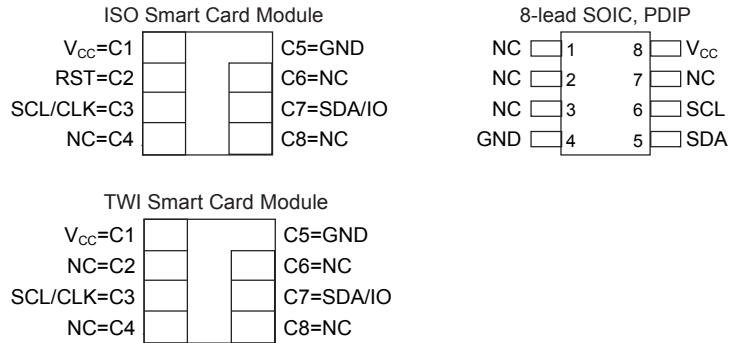 ISO Smart Card Module
V_CC=C1
RST=C2
SCL/CLK=C3
NC=C4
C5=GND
C6=NC
C7=SDA/IO
C8=NC
8-lead SOIC, PDIP
NC 1 8 V_CC
NC 2 7 NC
NC 3 6 SCL
GND 4 5 SDA
TWI Smart Card Module
V_CC=C1
NC=C2
SCL/CLK=C3
NC=C4
C5=GND
C6=NC
C7=SDA/IO
C8=NC